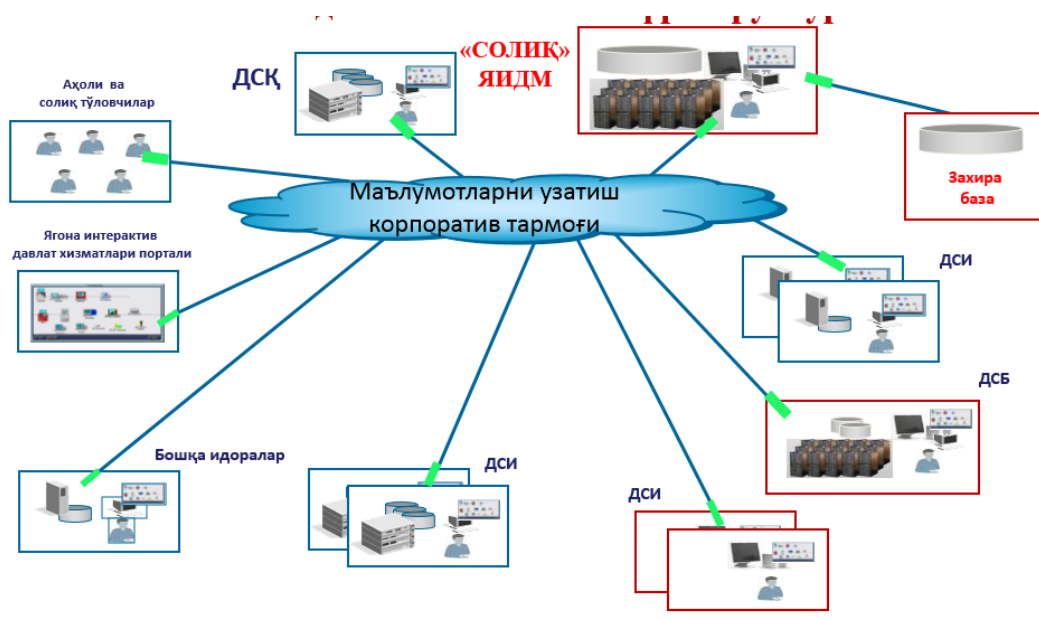 «СОЛИҚ»
ЯИДМ
ДСҚ
Аҳоли ва
солиқ тўловчилар
Захира
база
Маълумотларни узатиш
корпоратив тармоғи
Ягона интерактив
давлат хизматлари портали
ДСИ
ДСБ
Бошқа идоралар
ДСИ
ДСИ